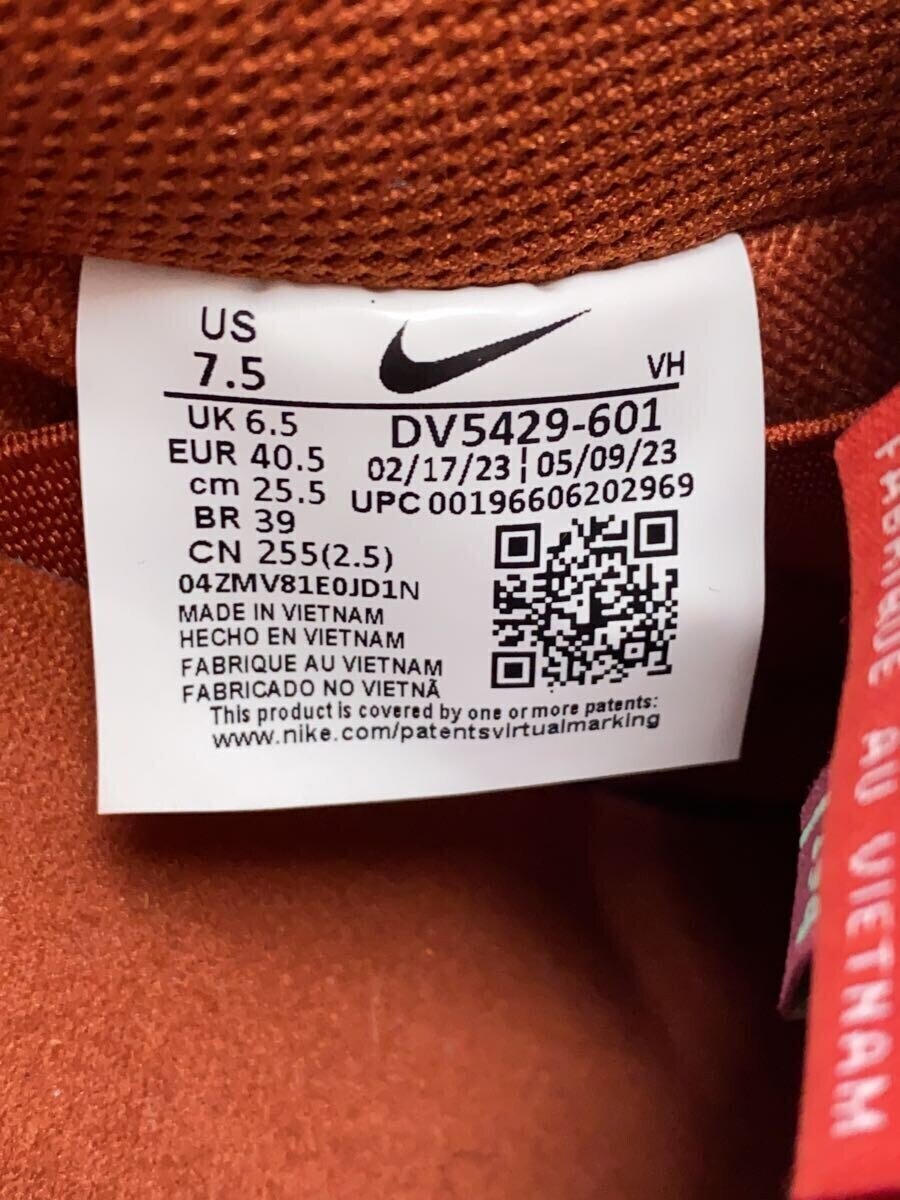 US
7.5
VH
UK 6.5
EUR 40.5
cm 25.5
BR 39
CN 255(2.5)
DV5429-601
02/17/23 | 05/09/23
UPC 00196606202969
04ZMV81E0JD1N
MADE IN VIETNAM
HECHO EN VIETNAM
FABRIQUE AU VIETNAM
FABRICADO NO VIETNÃ
This product is covered by one or more patents:
www.nike.com/patentsvirtualmarking
FABRIQUE AU VIETNAM